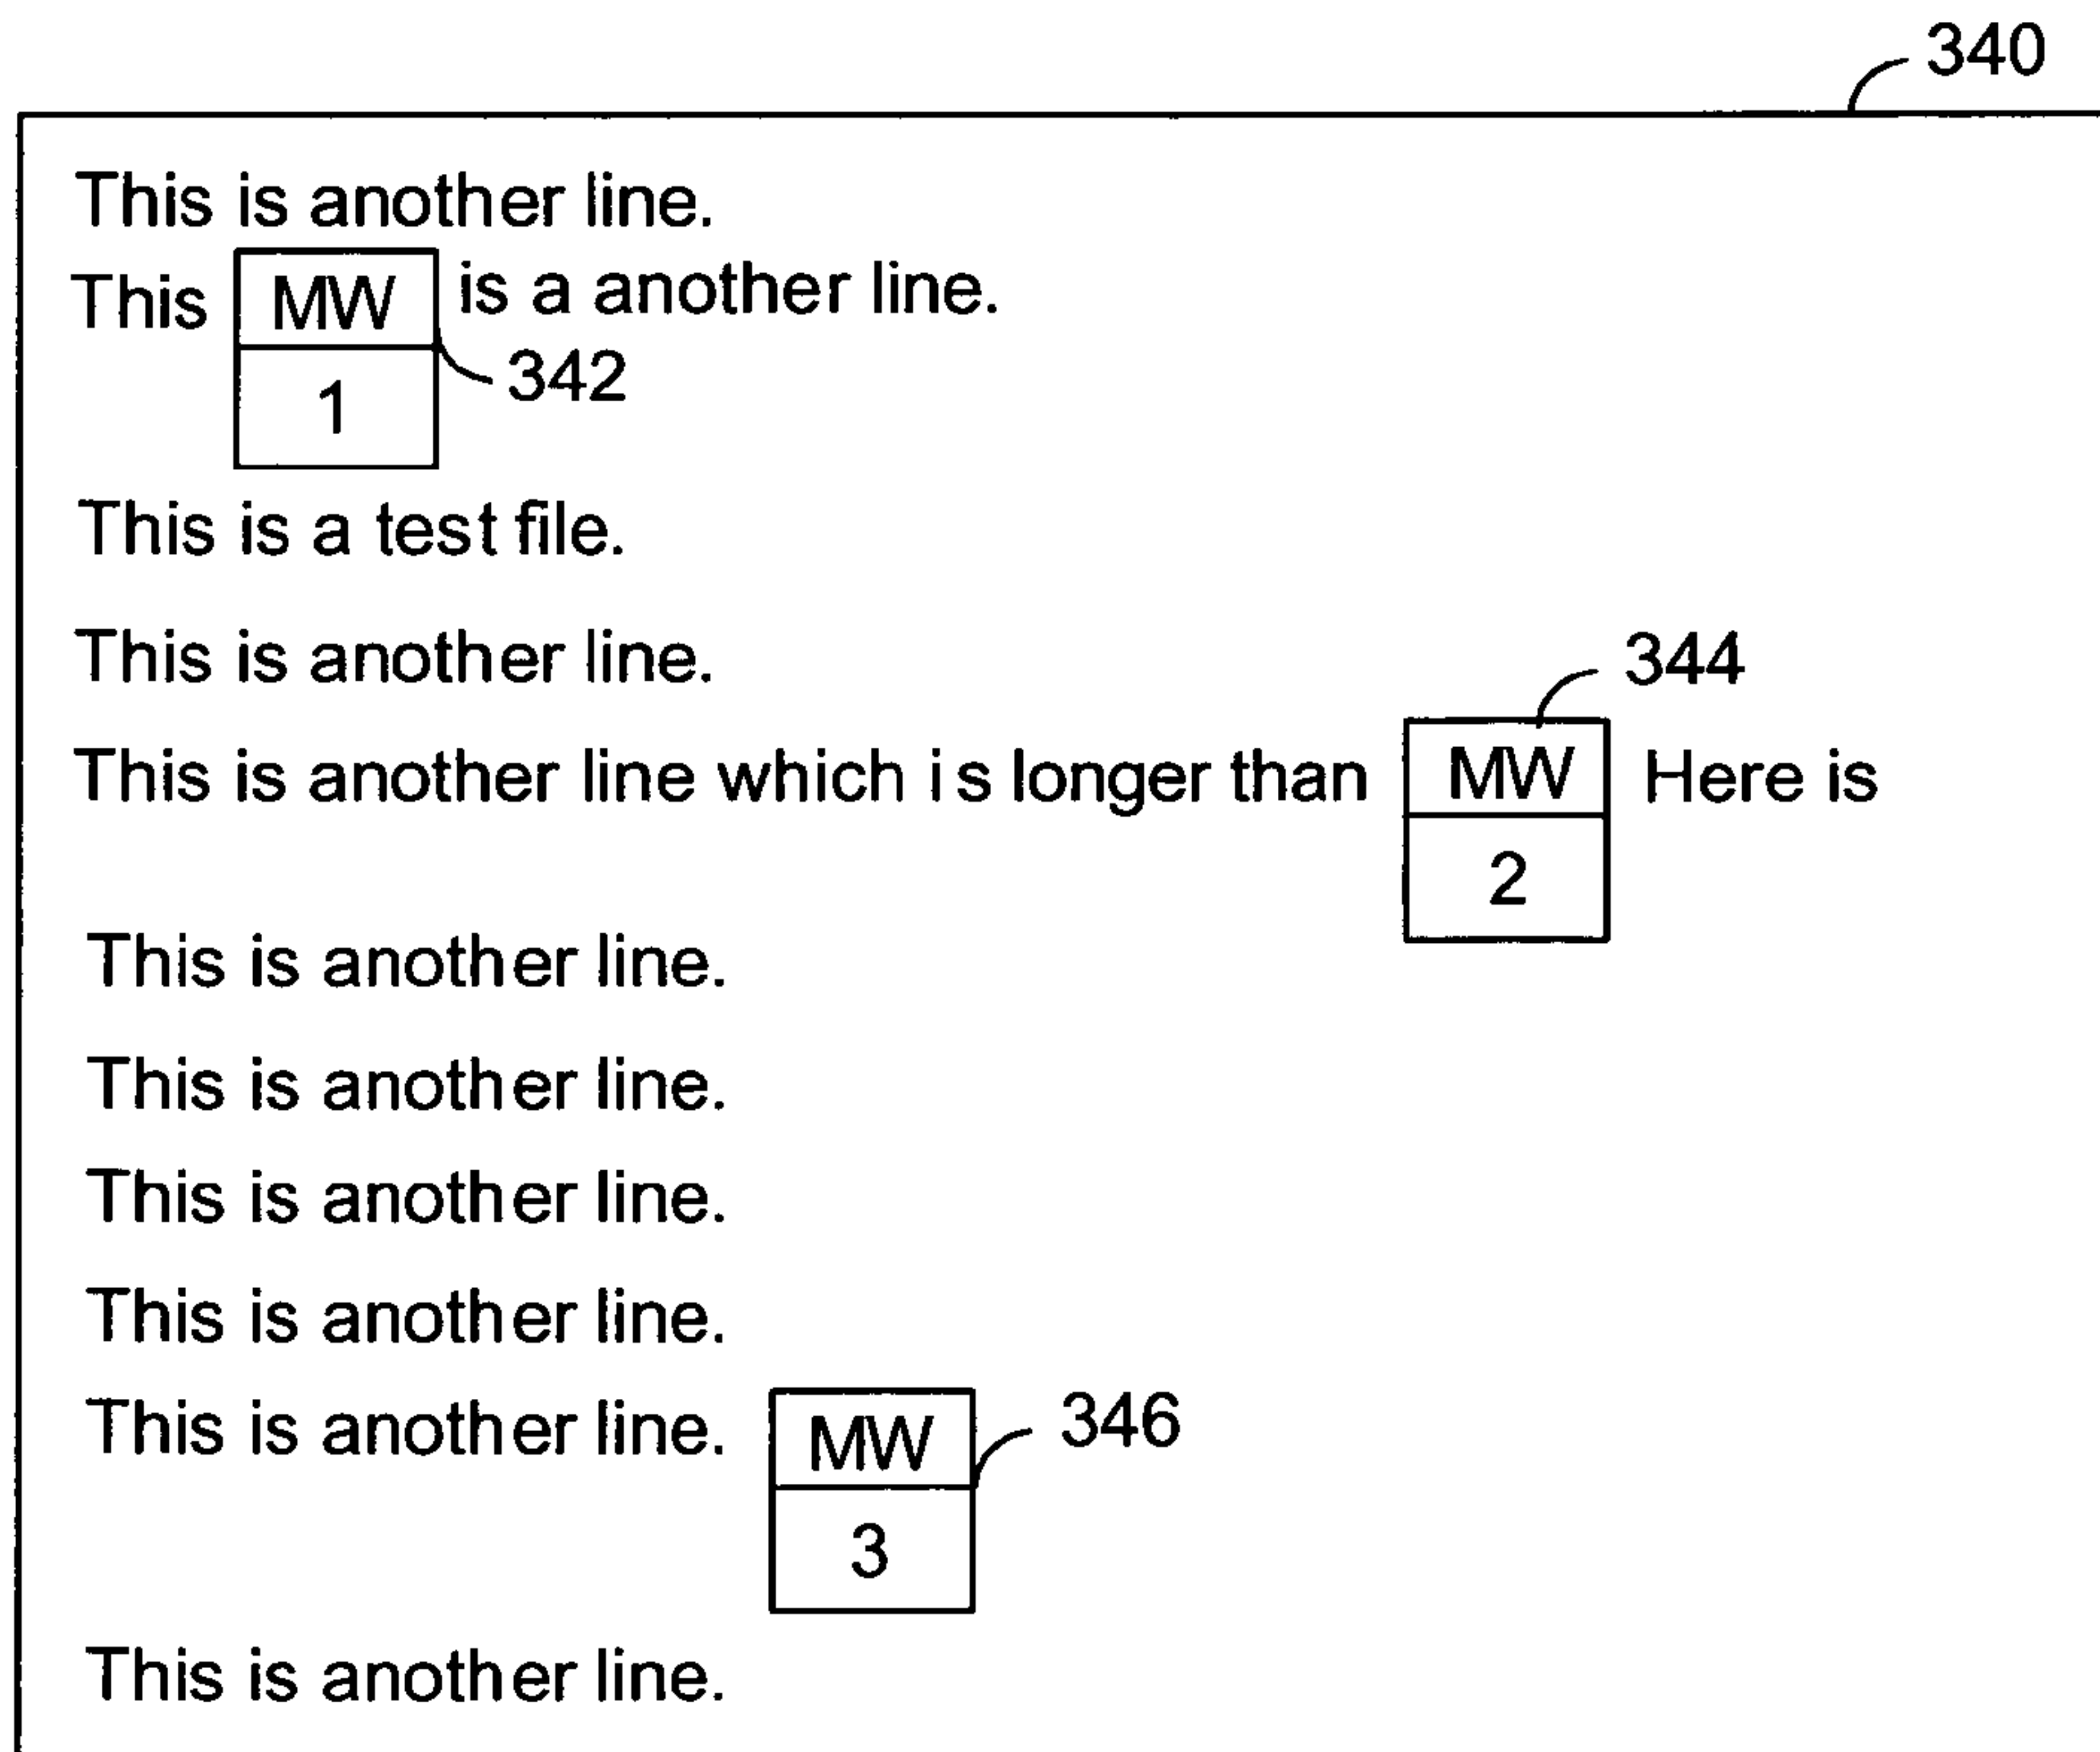 340
This is another line.
This MW is a another line.
342
1
This is a test file.
This is another line.
344
This is another line which is longer than MW Here is
2
This is another line.
This is another line.
This is another line.
This is another line.
This is another line. MW 346
3
This is another line.